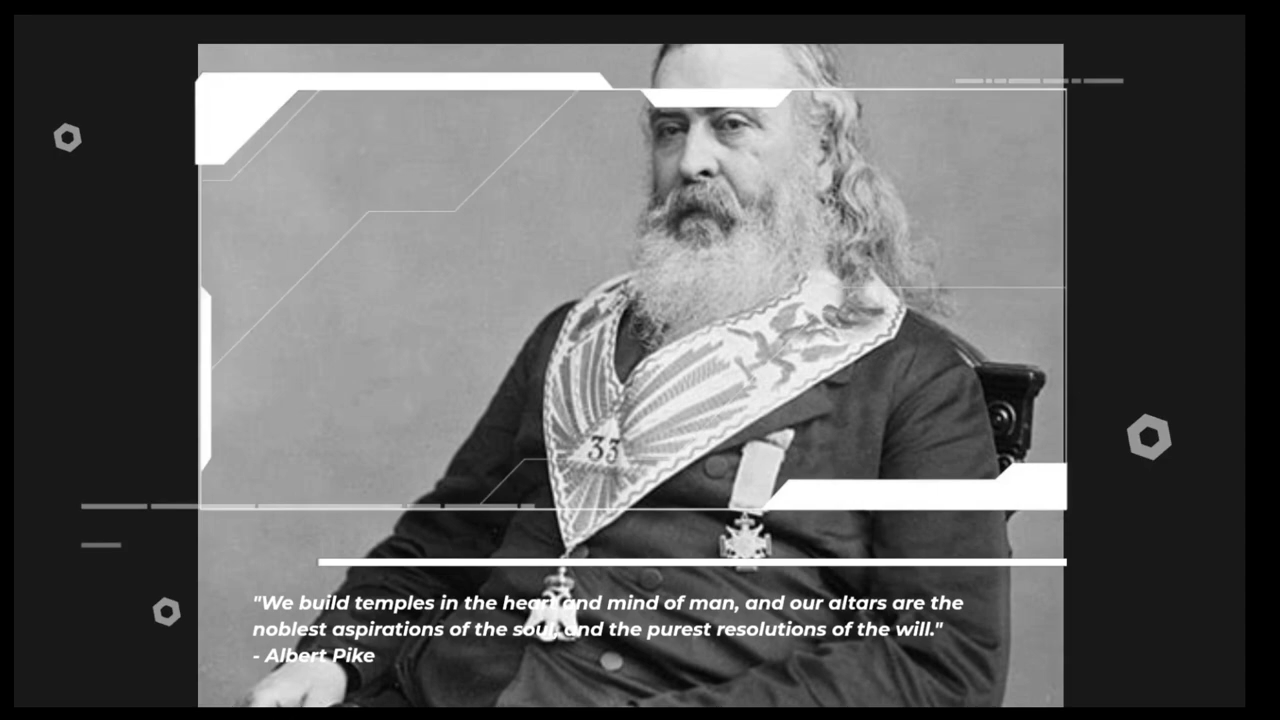 33
"We build temples in the heart and mind of man, and our altars are the
noblest aspirations of the soul, and the purest resolutions of the will."
- Albert Pike